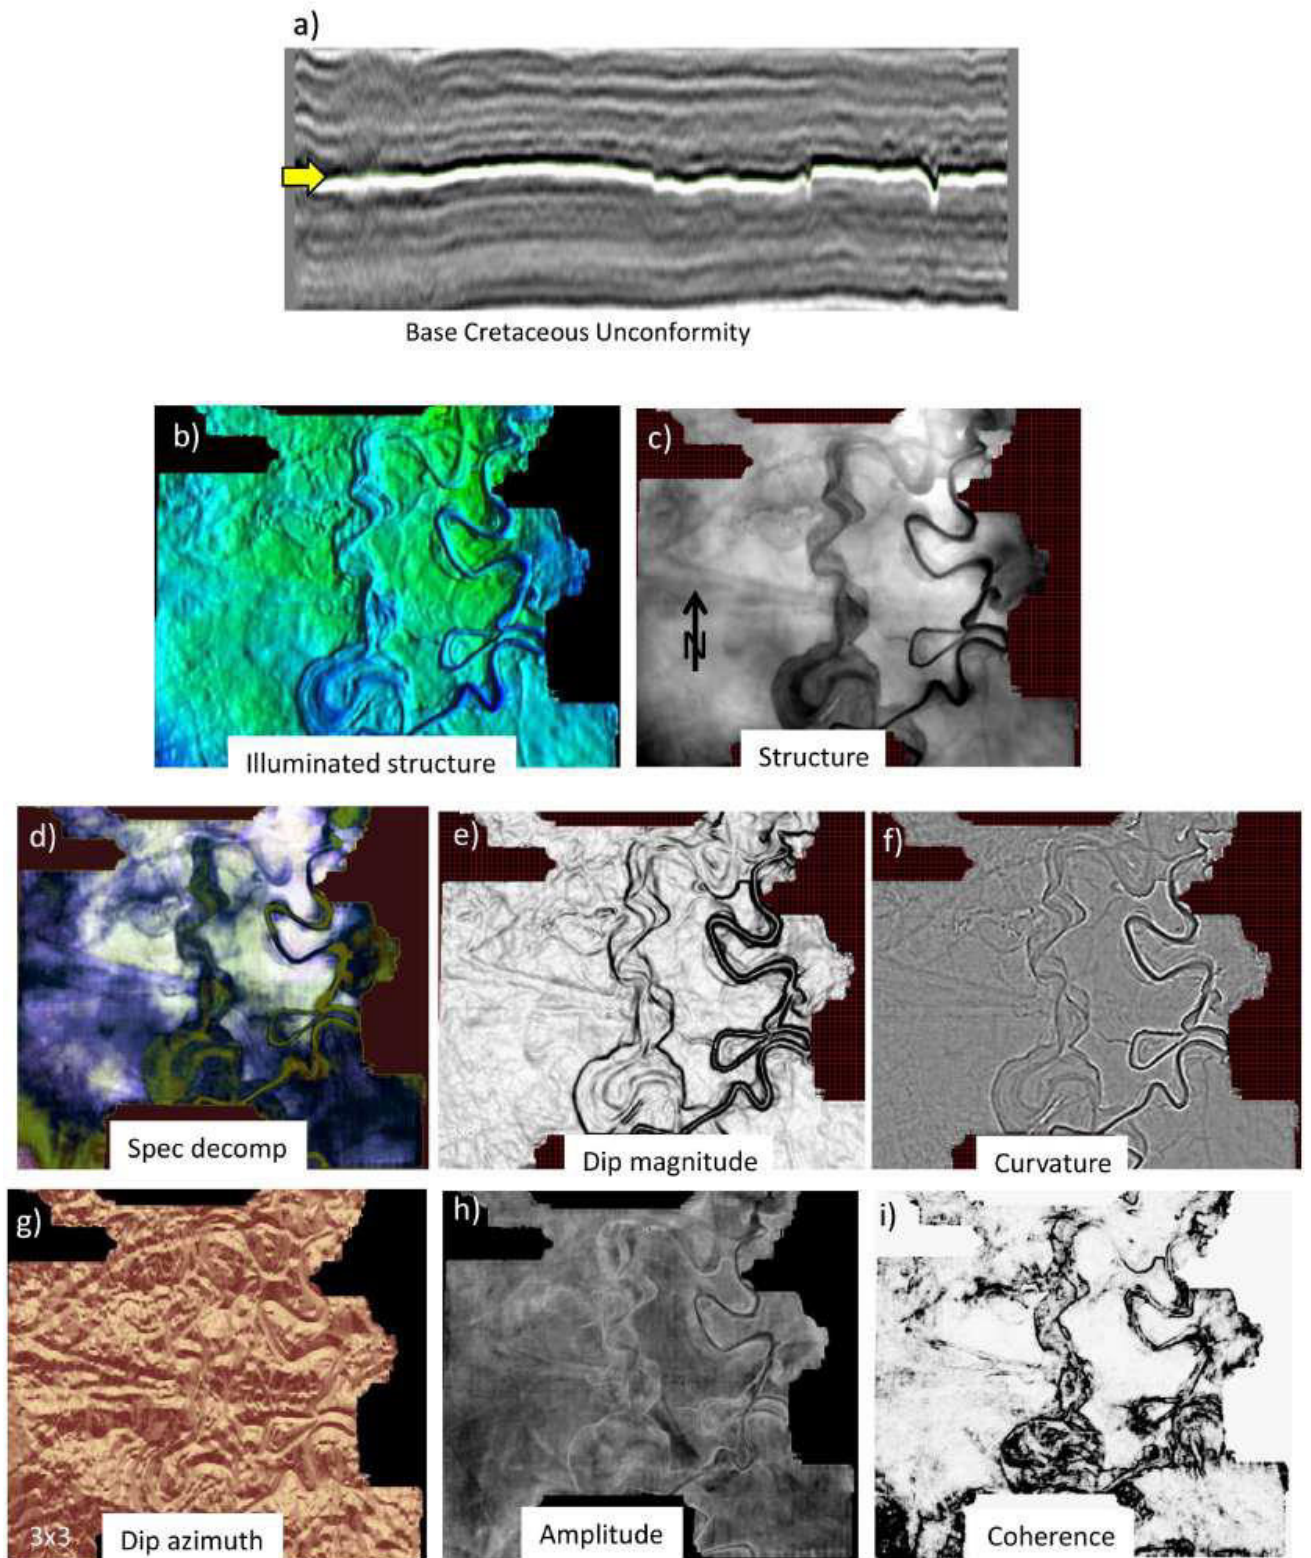 a)
Base Cretaceous Unconformity
b)
Illuminated structure
c)
N
Structure
d)
Spec decomp
e)
Dip magnitude
f)
Curvature
g)
3x3
Dip azimuth
h)
Amplitude
i)
Coherence